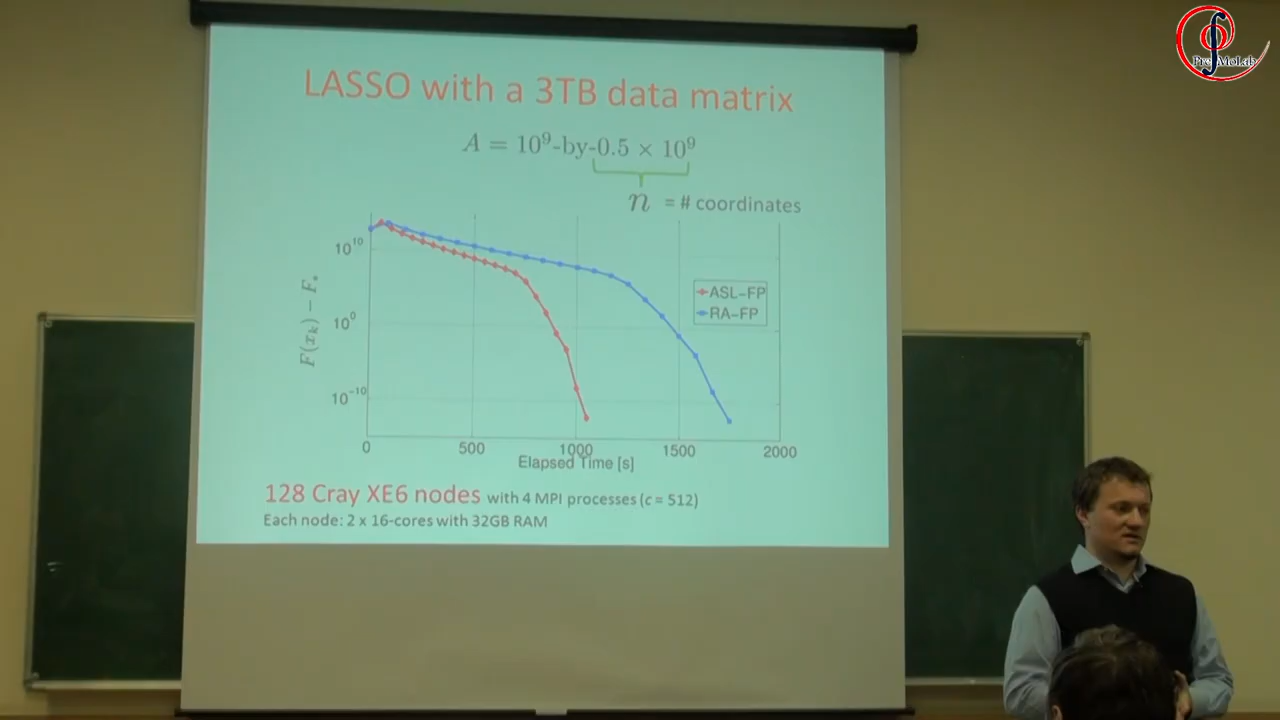 PreMoLab
LASSO with a 3TB data matrix
A = 10⁹-by-0.5 × 10⁹
n = # coordinates
10¹⁰
10⁰
10⁻¹⁰
F(xₖ) − F*
ASL-FP
RA-FP
0 500 1000 1500 2000
Elapsed Time [s]
128 Cray XE6 nodes with 4 MPI processes (c = 512)
Each node: 2 x 16-cores with 32GB RAM